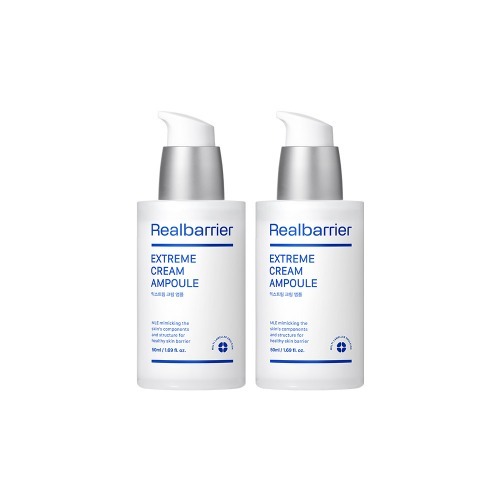 Realbarrier
EXTREME
CREAM
AMPOULE
익스트림 크림 앰플
MLE mimicking the
skin's components
and structure for
healthy skin barrier
50ml / 1.69 fl. oz.
Realbarrier
EXTREME
CREAM
AMPOULE
익스트림 크림 앰플
MLE mimicking the
skin's components
and structure for
healthy skin barrier
50ml / 1.69 fl. oz.